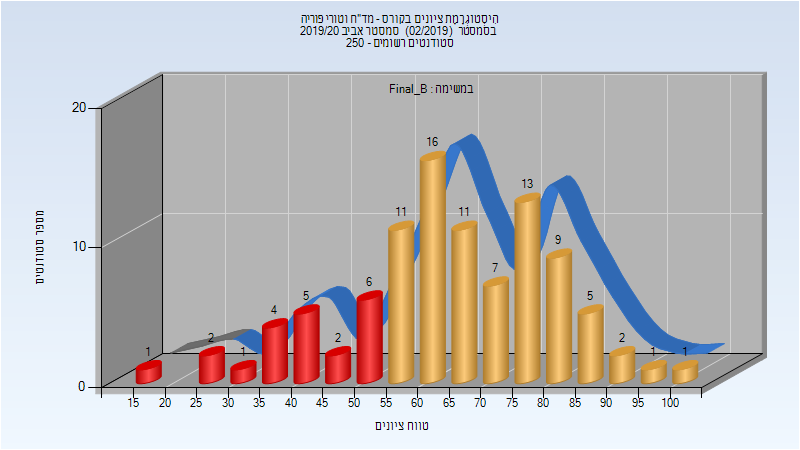 היסטוגרמת ציונים בקורס - מד"ח וטורי פוריה
בסמסטר (02/2019) סמסטר אביב 2019/20
סטודנטים רשומים - 250
במשימה : Final_B
מספר סטודנטים
20
10
0
1
2
1
4
5
2
6
11
16
11
7
13
9
5
2
1
1
15 20 25 30 35 40 45 50 55 60 65 70 75 80 85 90 95 100
טווח ציונים